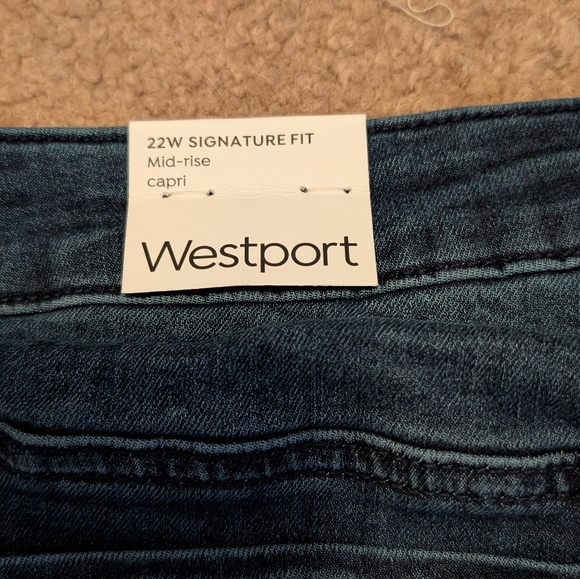 22W SIGNATURE FIT
Mid-rise
capri
Westport